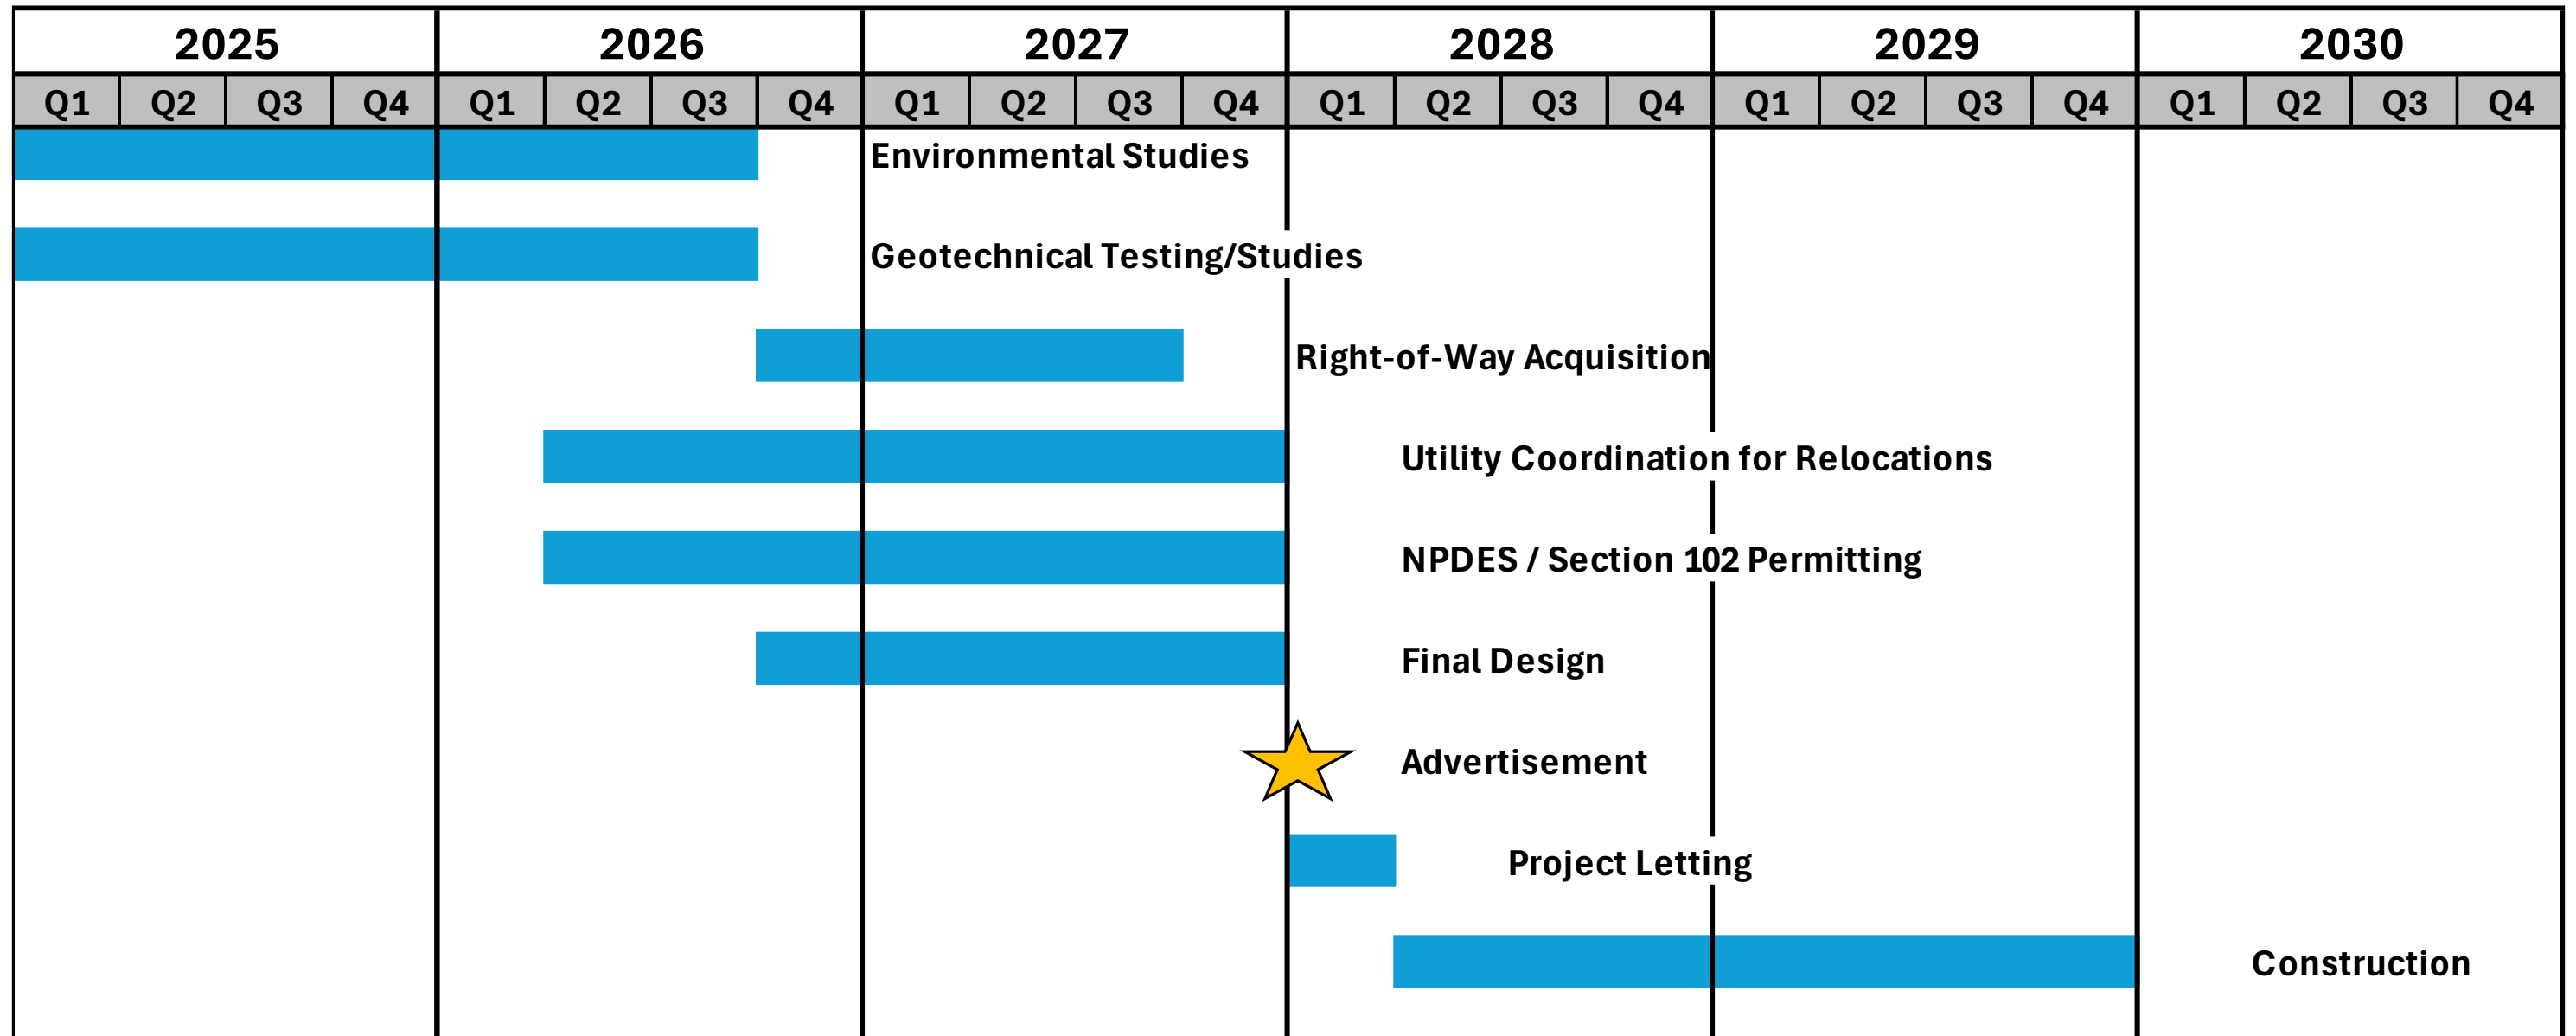 2025 2026 2027 2028 2029 2030
Q1 Q2 Q3 Q4 Q1 Q2 Q3 Q4 Q1 Q2 Q3 Q4 Q1 Q2 Q3 Q4 Q1 Q2 Q3 Q4 Q1 Q2 Q3 Q4
Environmental Studies
Geotechnical Testing/Studies
Right-of-Way Acquisition
Utility Coordination for Relocations
NPDES / Section 102 Permitting
Final Design
Advertisement
Project Letting
Construction